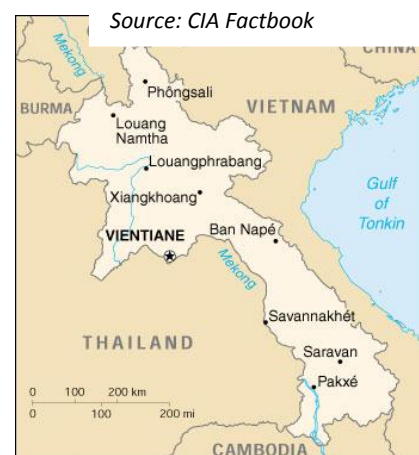 Source: CIA Factbook
Mekong
CHINA
Phôngsali
BURMA
VIETNAM
Louang
Namtha
Louangphrabang
Gulf
of
Tonkin
Xiangkhoang
VIENTIANE
Ban Napé
Mekong
Savannakhét
THAILAND
Saravan
Pakxé
0 100 200 km
0 100 200 mi
CAMBODIA